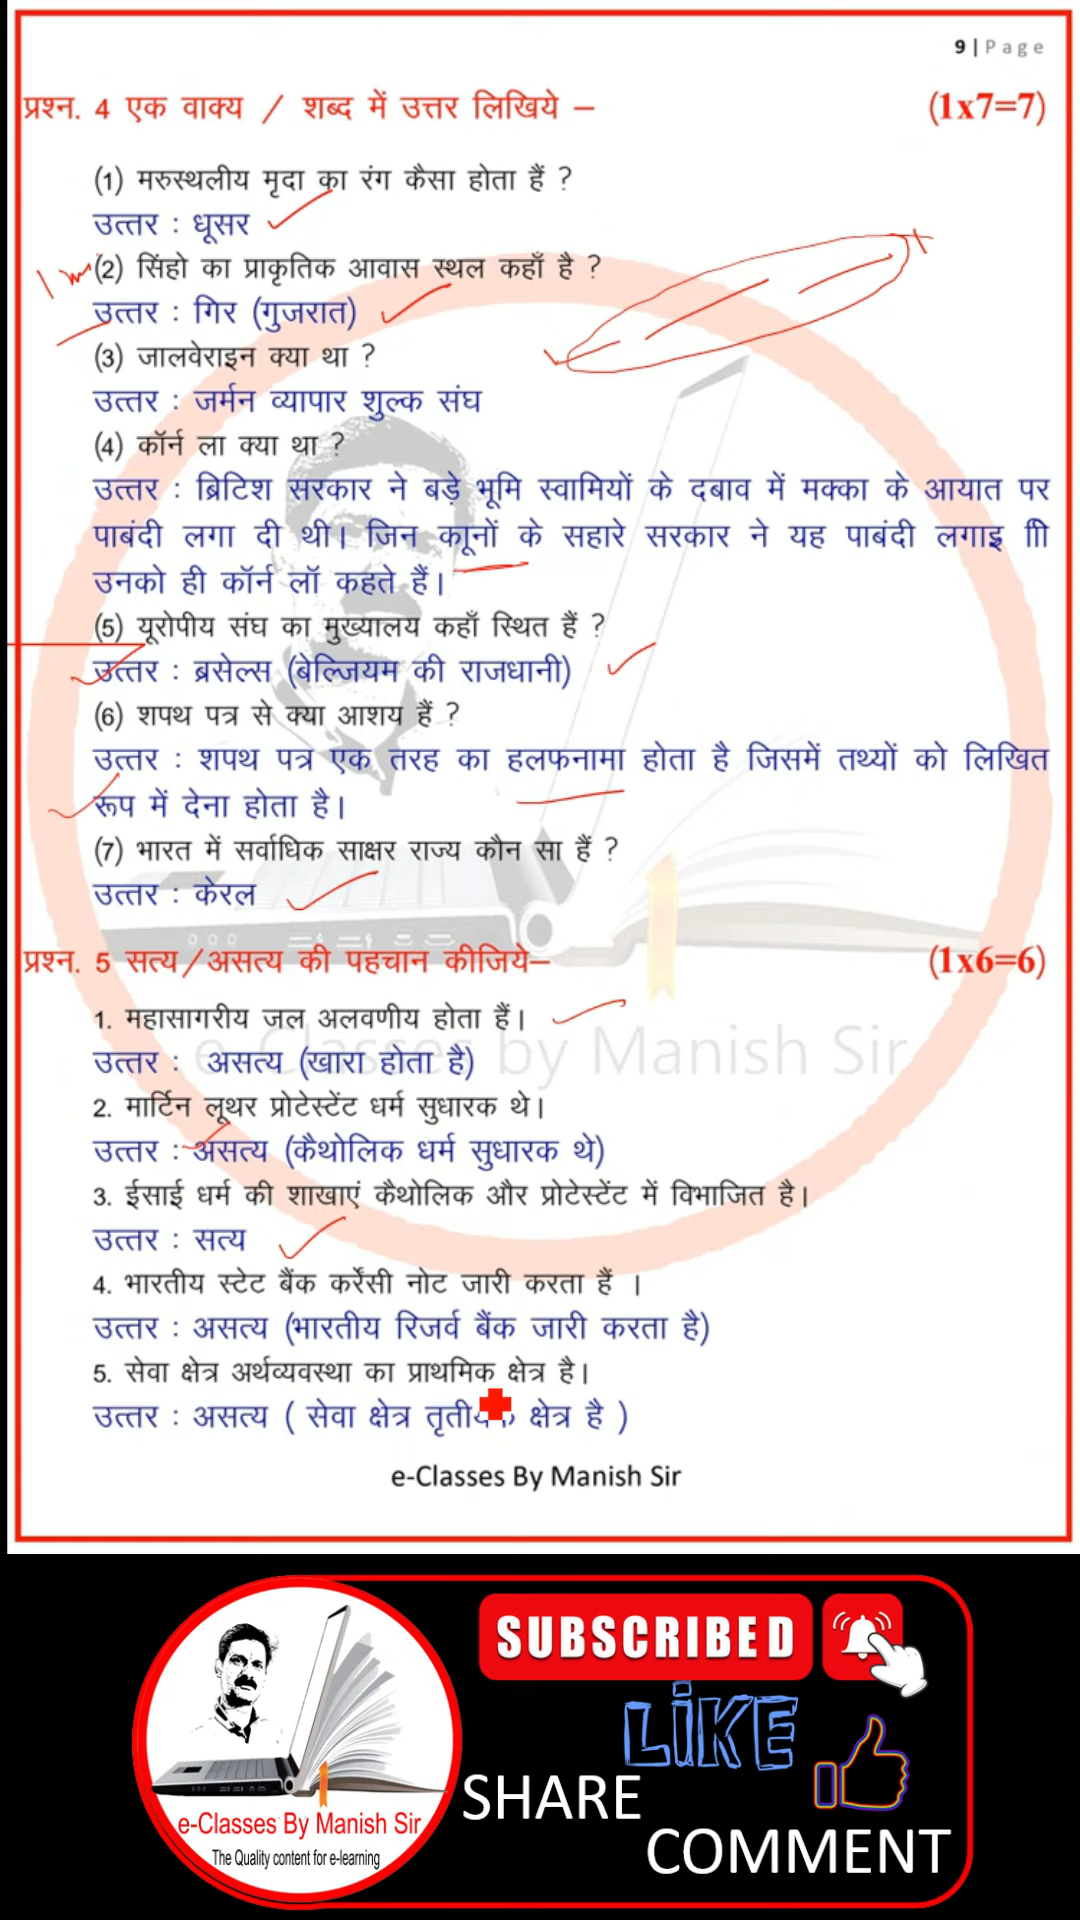 9 | P a g e
प्रश्न. 4 एक वाक्य / शब्द में उत्तर लिखिये – (1x7=7)
(1) मरुस्थलीय मृदा का रंग कैसा होता हैं ?
उत्तर : धूसर
(2) सिंहो का प्राकृतिक आवास स्थल कहाँ है ?
उत्तर : गिर (गुजरात)
(3) जालवेराइन क्या था ?
उत्तर : जर्मन व्यापार शुल्क संघ
(4) कॉर्न ला क्या था ?
उत्तर : ब्रिटिश सरकार ने बड़े भूमि स्वामियों के दबाव में मक्का के आयात पर
पाबंदी लगा दी थी। जिन के सहारे सरकार ने यह पाबंदी लगाइ
उनको ही कॉर्न लॉ कहते हैं।
(5) यूरोपीय संघ का मुख्यालय कहाँ स्थित हैं ?
उत्तर : ब्रसेल्स (बेल्जियम की राजधानी)
(6) शपथ पत्र से क्या आशय हैं ?
उत्तर : शपथ पत्र एक तरह का हलफनामा होता है जिसमें तथ्यों को लिखित
रूप में देना होता है।
(7) भारत में सर्वाधिक साक्षर राज्य कौन सा हैं ?
उत्तर : केरल
प्रश्न. 5 सत्य/असत्य की पहचान कीजिये– (1x6=6)
1. महासागरीय जल अलवणीय होता हैं।
उत्तर : असत्य (खारा होता है)
2. मार्टिन लूथर प्रोटेस्टेंट धर्म सुधारक थे।
उत्तर : असत्य (कैथोलिक धर्म सुधारक थे)
3. ईसाई धर्म की शाखाएं कैथोलिक और प्रोटेस्टेंट में विभाजित है।
उत्तर : सत्य
4. भारतीय स्टेट बैंक करेंसी नोट जारी करता हैं ।
उत्तर : असत्य (भारतीय रिजर्व बैंक जारी करता है)
5. सेवा क्षेत्र अर्थव्यवस्था का प्राथमिक क्षेत्र है।
उत्तर : असत्य ( सेवा क्षेत्र क्षेत्र है )
e-Classes by Manish Sir
e-Classes By Manish Sir
SUBSCRIBED
LIKE
SHARE
COMMENT
e-Classes By Manish Sir
The Quality content for e-learning